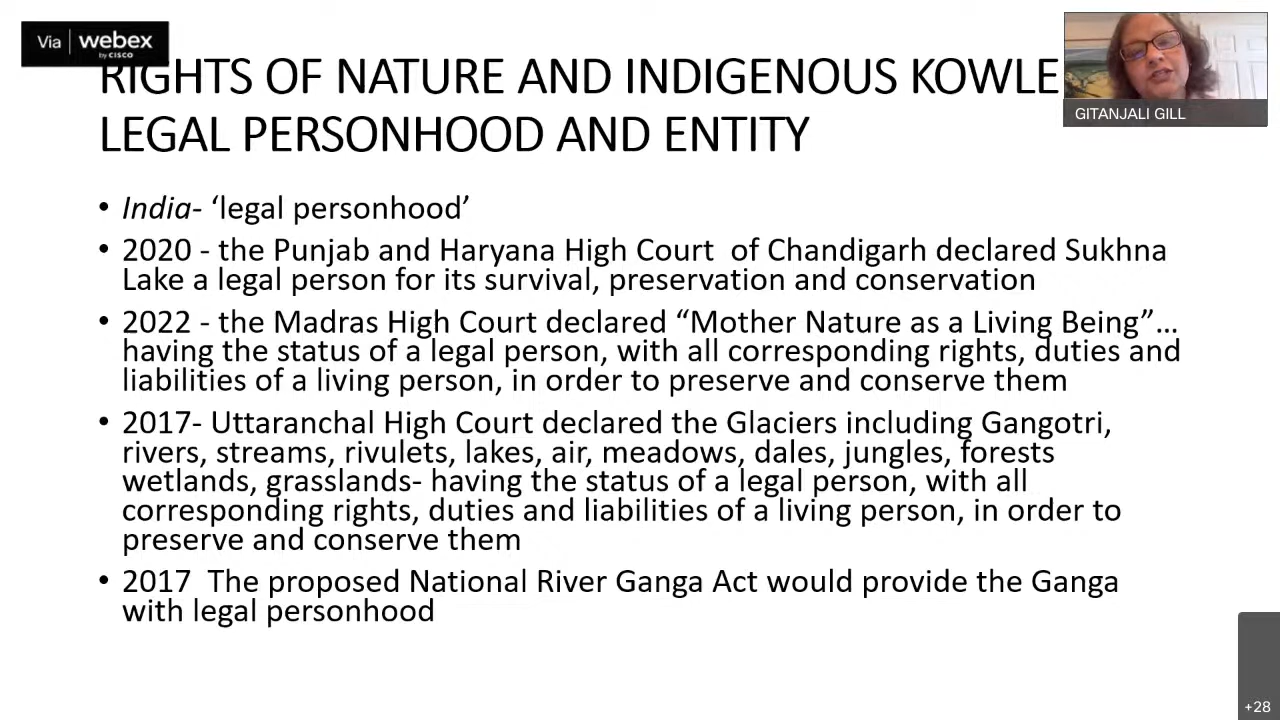 Via webex
by CISCO
RIGHTS OF NATURE AND INDIGENOUS KOWLE
LEGAL PERSONHOOD AND ENTITY
GITANJALI GILL
• India- ‘legal personhood’
• 2020 - the Punjab and Haryana High Court of Chandigarh declared Sukhna
Lake a legal person for its survival, preservation and conservation
• 2022 - the Madras High Court declared “Mother Nature as a Living Being”...
having the status of a legal person, with all corresponding rights, duties and
liabilities of a living person, in order to preserve and conserve them
• 2017- Uttaranchal High Court declared the Glaciers including Gangotri,
rivers, streams, rivulets, lakes, air, meadows, dales, jungles, forests
wetlands, grasslands- having the status of a legal person, with all
corresponding rights, duties and liabilities of a living person, in order to
preserve and conserve them
• 2017 The proposed National River Ganga Act would provide the Ganga
with legal personhood
+28